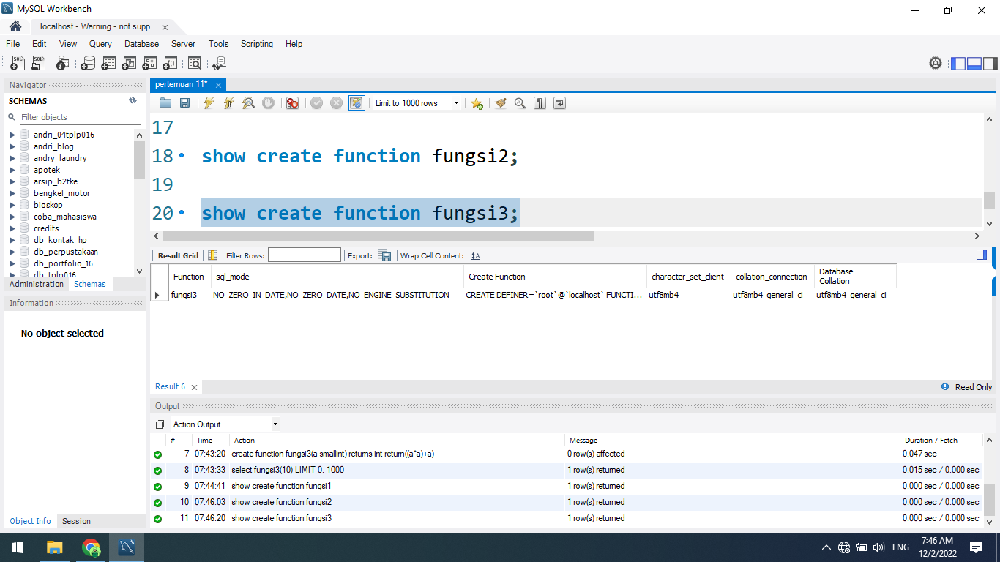 MySQL Workbench
localhost - Warning - not supp...
File Edit View Query Database Server Tools Scripting Help
Navigator
SCHEMAS
Filter objects
andri_04tplp016
andri_blog
andry_laundry
apotek
arsip_b2tke
bengkel_motor
bioskop
coba_mahasiswa
credits
db_kontak_hp
db_perpustakaan
db_portfolio_16
db_tplp016
Administration Schemas
Information
No object selected
Object Info Session
pertemuan 11*
Limit to 1000 rows
17
18 show create function fungsi2;
19
20 show create function fungsi3;
Result Grid Filter Rows: Export: Wrap Cell Content:
Function sql_mode Create Function character_set_client collation_connection Database Collation
fungsi3 NO_ZERO_IN_DATE,NO_ZERO_DATE,NO_ENGINE_SUBSTITUTION CREATE DEFINER=`root`@`localhost` FUNCTI... utf8mb4 utf8mb4_general_ci utf8mb4_general_ci
Result 6 Read Only
Output
Action Output
# Time Action Message Duration / Fetch
7 07:43:20 create function fungsi3(a smallint) returns int return((a*a)+a) 0 row(s) affected 0.047 sec
8 07:43:33 select fungsi3(10) LIMIT 0, 1000 1 row(s) returned 0.015 sec / 0.000 sec
9 07:44:41 show create function fungsi1 1 row(s) returned 0.000 sec / 0.000 sec
10 07:46:03 show create function fungsi2 1 row(s) returned 0.000 sec / 0.000 sec
11 07:46:20 show create function fungsi3 1 row(s) returned 0.000 sec / 0.000 sec
ENG
7:46 AM
12/2/2022